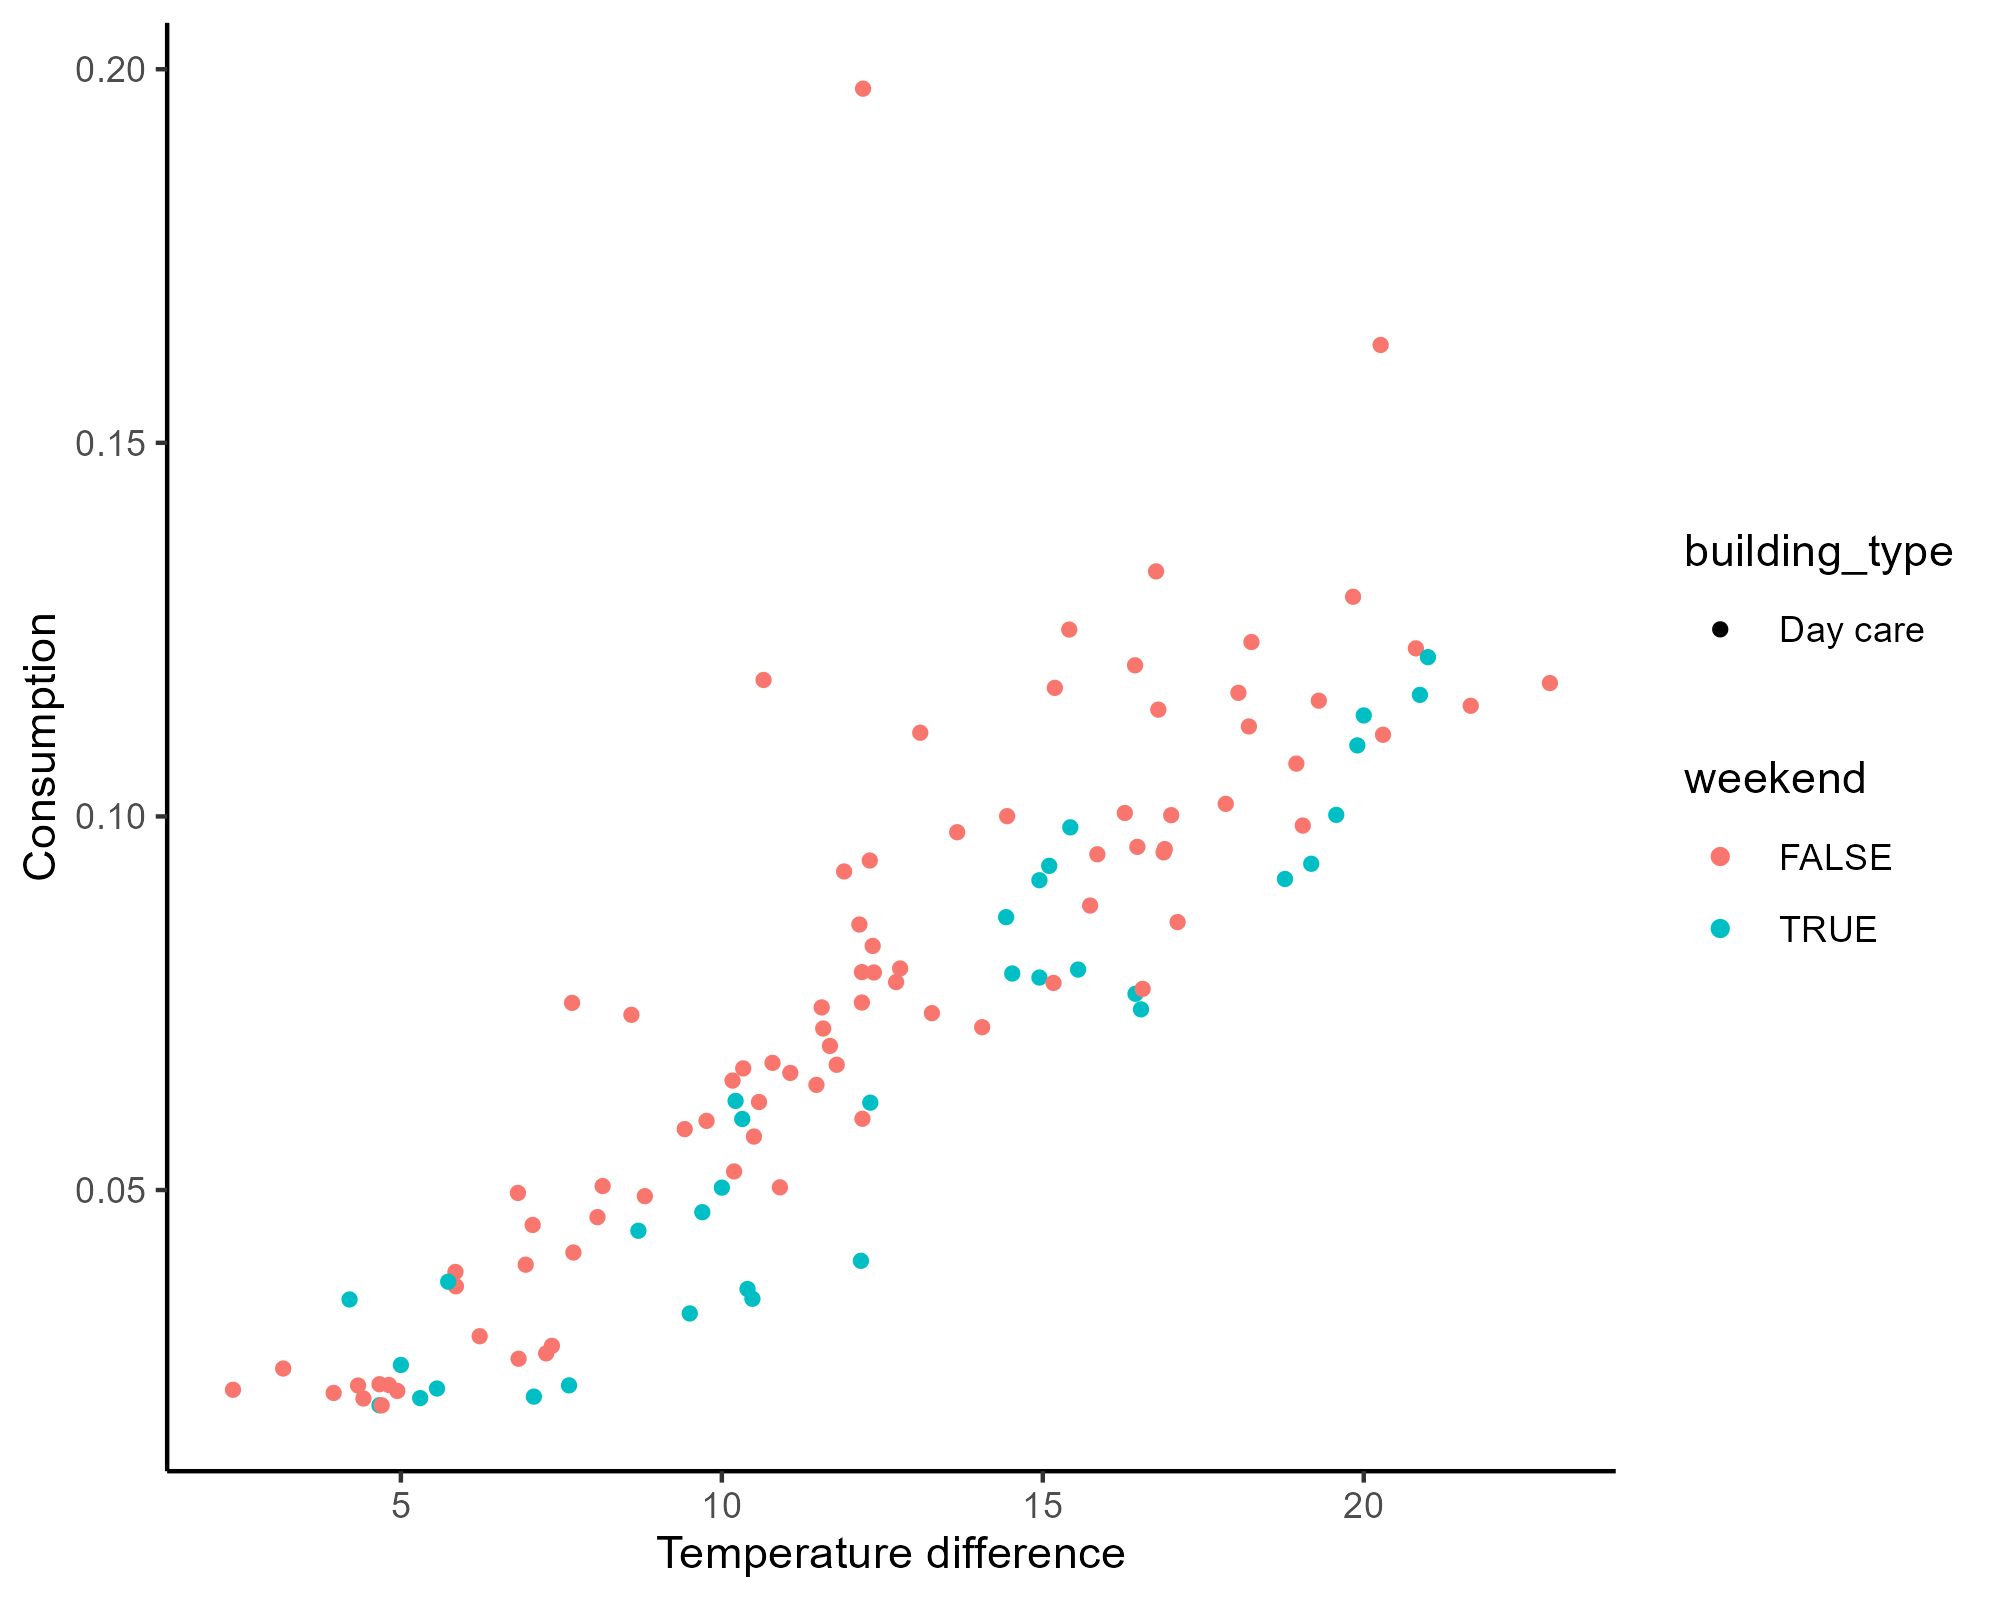 0.20
0.15
0.10
0.05
Consumption
5 10 15 20
Temperature difference
building_type
Day care
weekend
FALSE
TRUE